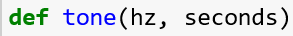 def tone(hz, seconds)